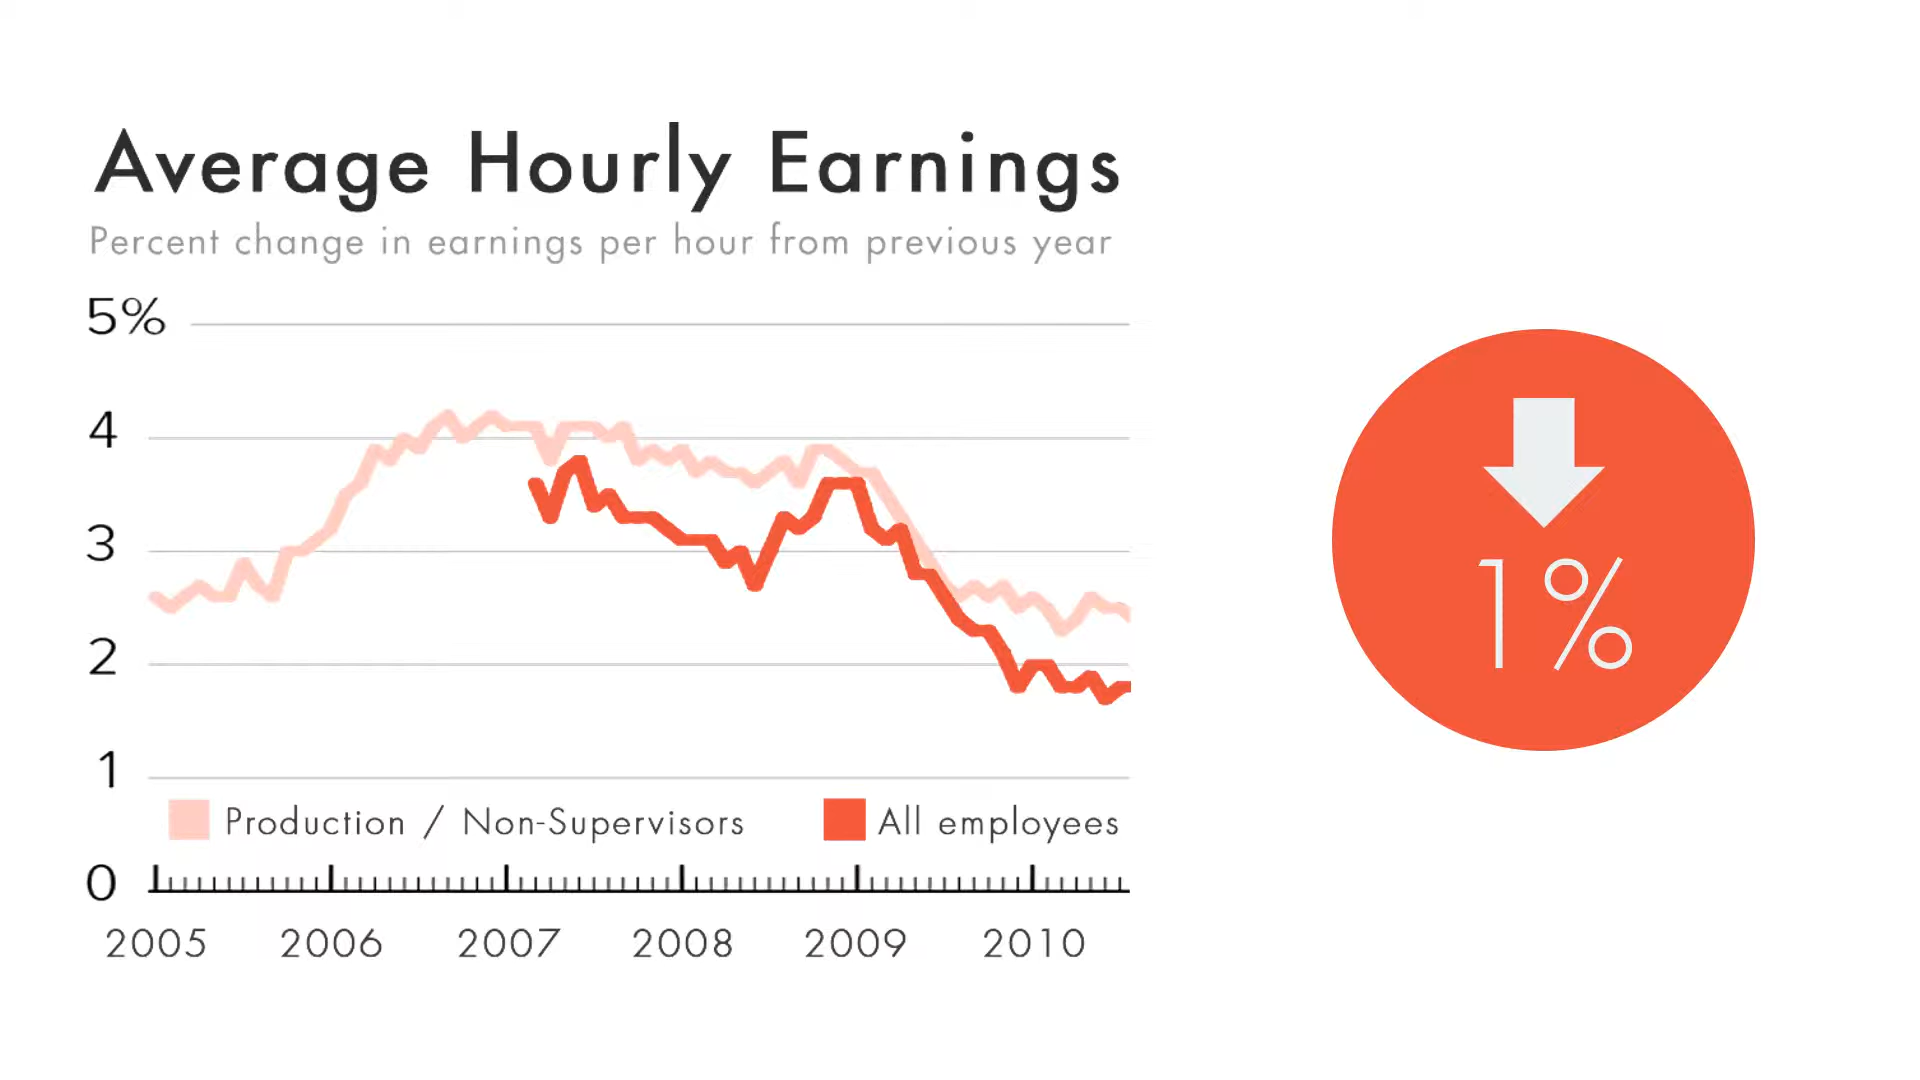 Average Hourly Earnings
Percent change in earnings per hour from previous year
5%
4
3
2
1
Production / Non-Supervisors
All employees
0
2005 2006 2007 2008 2009 2010
1%